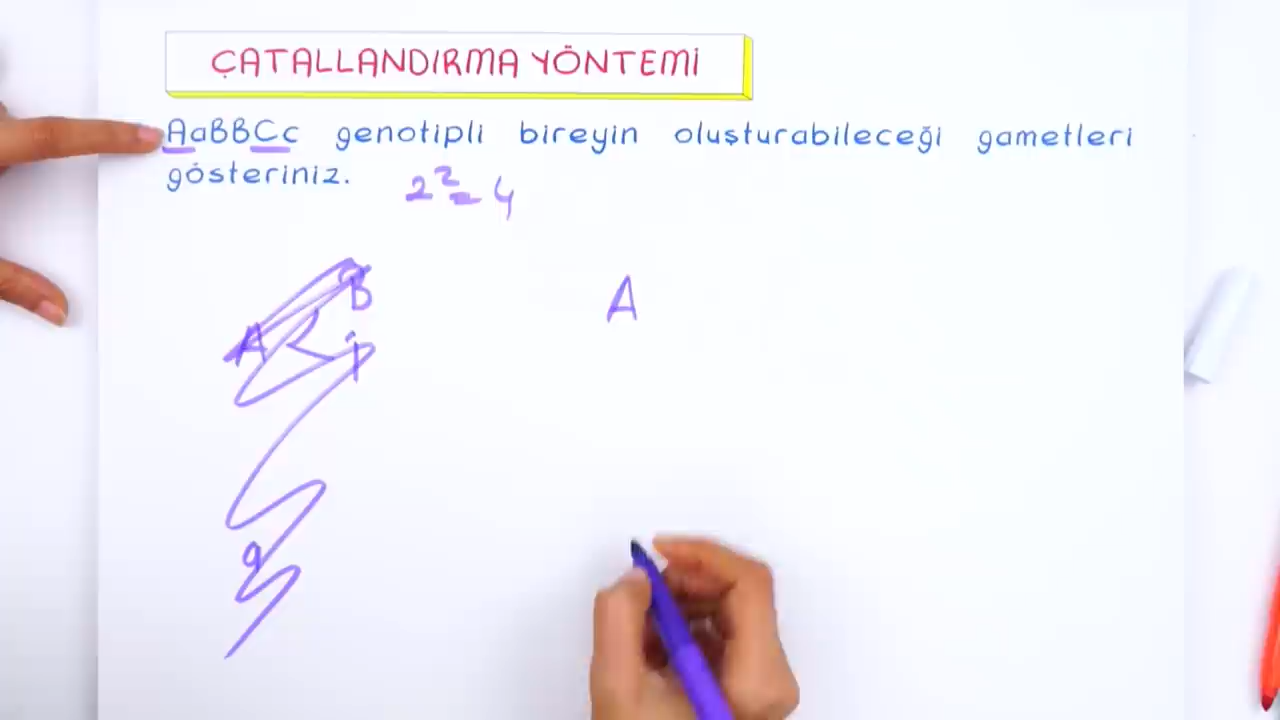 ÇATALLANDIRMA YÖNTEMİ
AaBBCc genotipli bireyin oluşturabileceği gametleri
gösteriniz. 2² = 4
B
A
A
a